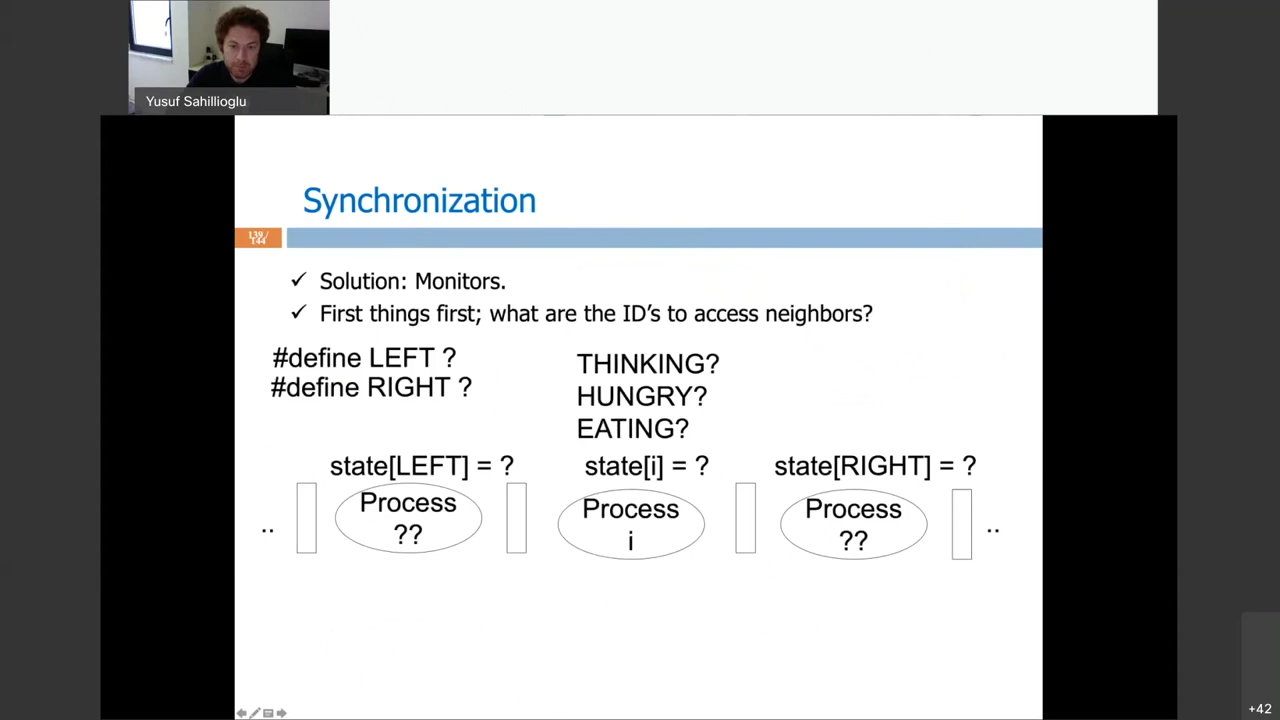 Yusuf Sahillioglu
Synchronization
139 /
144
✓ Solution: Monitors.
✓ First things first; what are the ID's to access neighbors?
#define LEFT ?
#define RIGHT ?
THINKING?
HUNGRY?
EATING?
state[LEFT] = ? state[i] = ? state[RIGHT] = ?
Process Process Process
.. ?? i ?? ..
+42